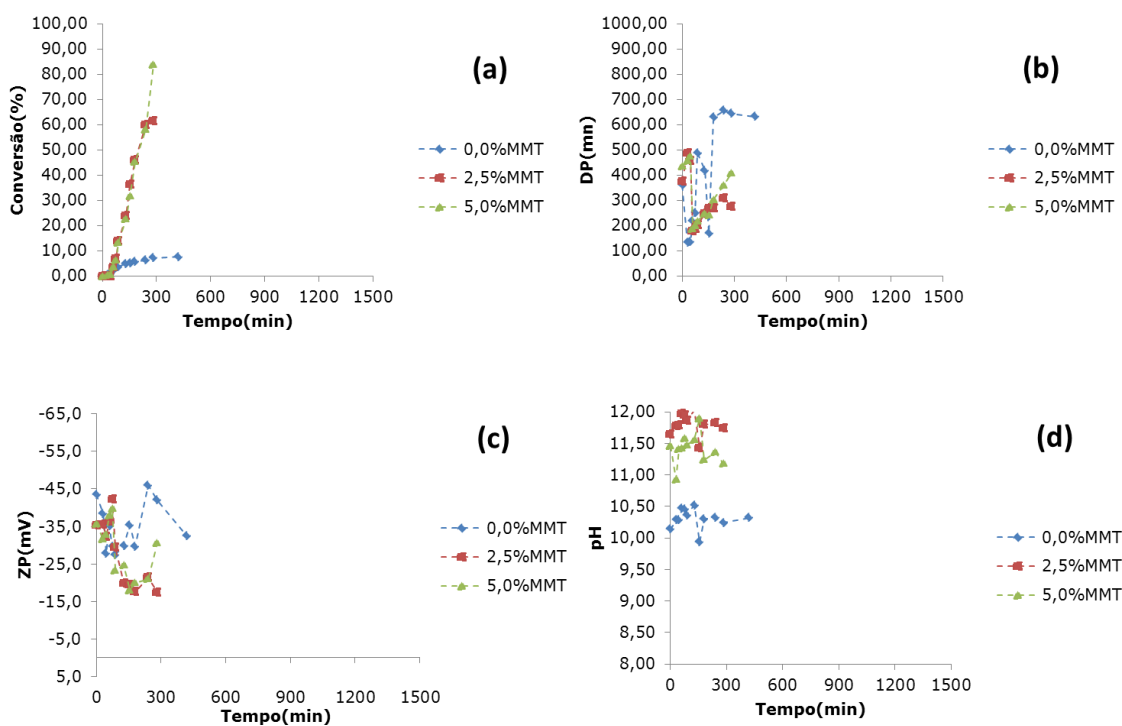 100,00
90,00
80,00
70,00
60,00
50,00
40,00
30,00
20,00
10,00
0,00
Conversão(%)
0 300 600 900 1200 1500
Tempo(min)
(a)
0,0%MMT
2,5%MMT
5,0%MMT
1000,00
900,00
800,00
700,00
600,00
500,00
400,00
300,00
200,00
100,00
0,00
DP(mn)
0 300 600 900 1200 1500
Tempo(min)
(b)
0,0%MMT
2,5%MMT
5,0%MMT
-65,0
-55,0
-45,0
-35,0
-25,0
-15,0
-5,0
5,0
ZP(mV)
0 300 600 900 1200 1500
Tempo(min)
(c)
0,0%MMT
2,5%MMT
5,0%MMT
12,00
11,50
11,00
10,50
10,00
9,50
9,00
8,50
8,00
pH
0 300 600 900 1200 1500
Tempo(min)
(d)
0,0%MMT
2,5%MMT
5,0%MMT